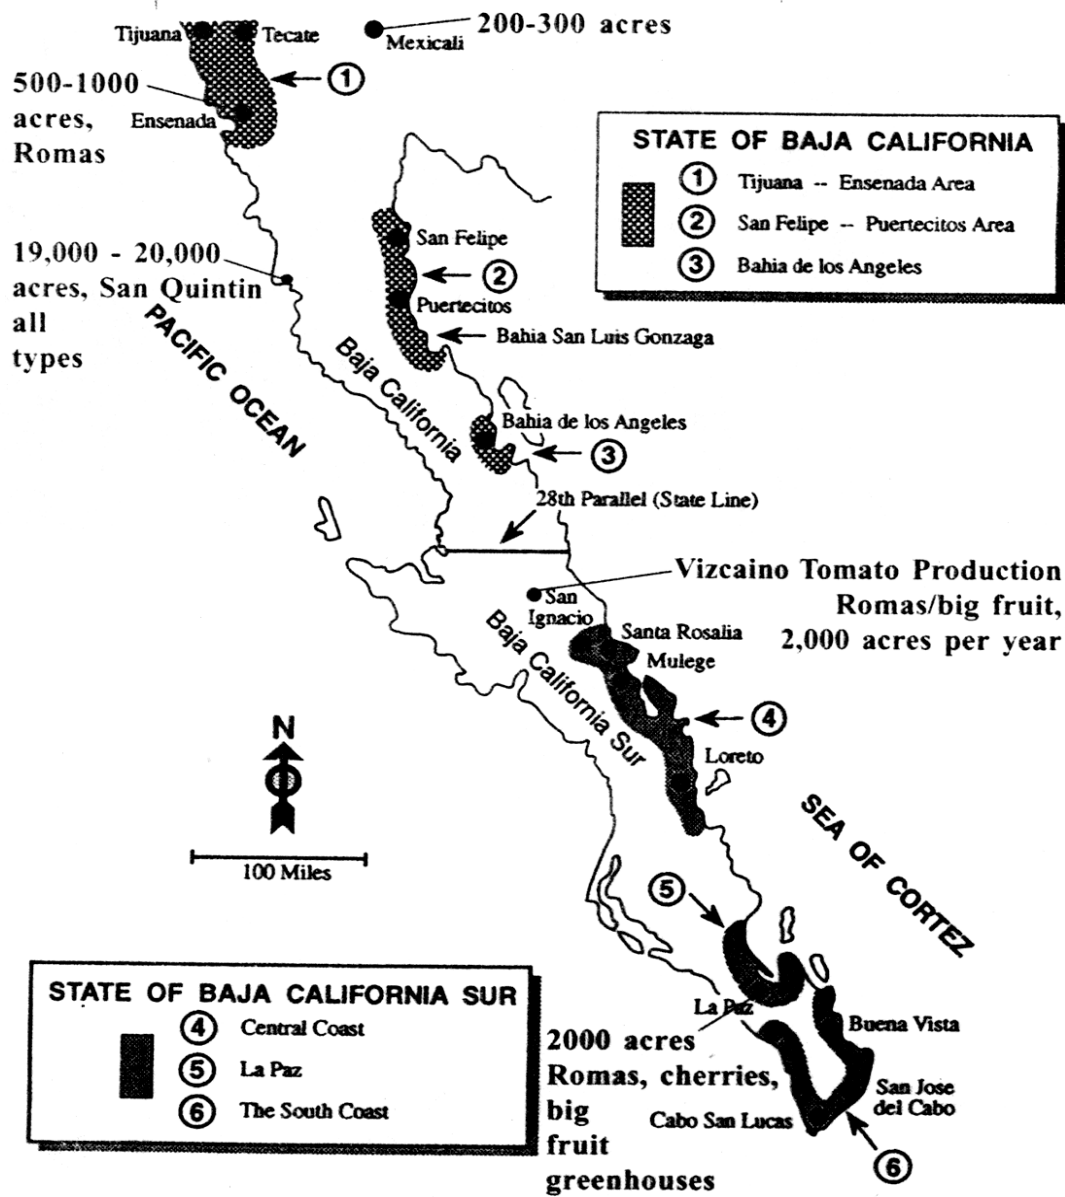 200-300 acres
Tijuana
Tecate
Mexicali
1
500-1000
acres,
Romas
Ensenada
STATE OF BAJA CALIFORNIA
1 Tijuana -- Ensenada Area
2 San Felipe -- Puertecitos Area
3 Bahia de los Angeles
San Felipe
2
Puertecitos
Bahia San Luis Gonzaga
19,000 - 20,000
acres, San Quintin
all
types
PACIFIC OCEAN
Baja California
Bahia de los Angeles
3
28th Parallel (State Line)
Vizcaino Tomato Production
Romas/big fruit,
2,000 acres per year
San
Ignacio
Santa Rosalia
Mulege
Baja California Sur
4
Loreto
N
100 Miles
SEA OF CORTEZ
5
STATE OF BAJA CALIFORNIA SUR
4 Central Coast
5 La Paz
6 The South Coast
La Paz
2000 acres
Romas, cherries,
big
fruit
greenhouses
Buena Vista
San Jose
del Cabo
Cabo San Lucas
6